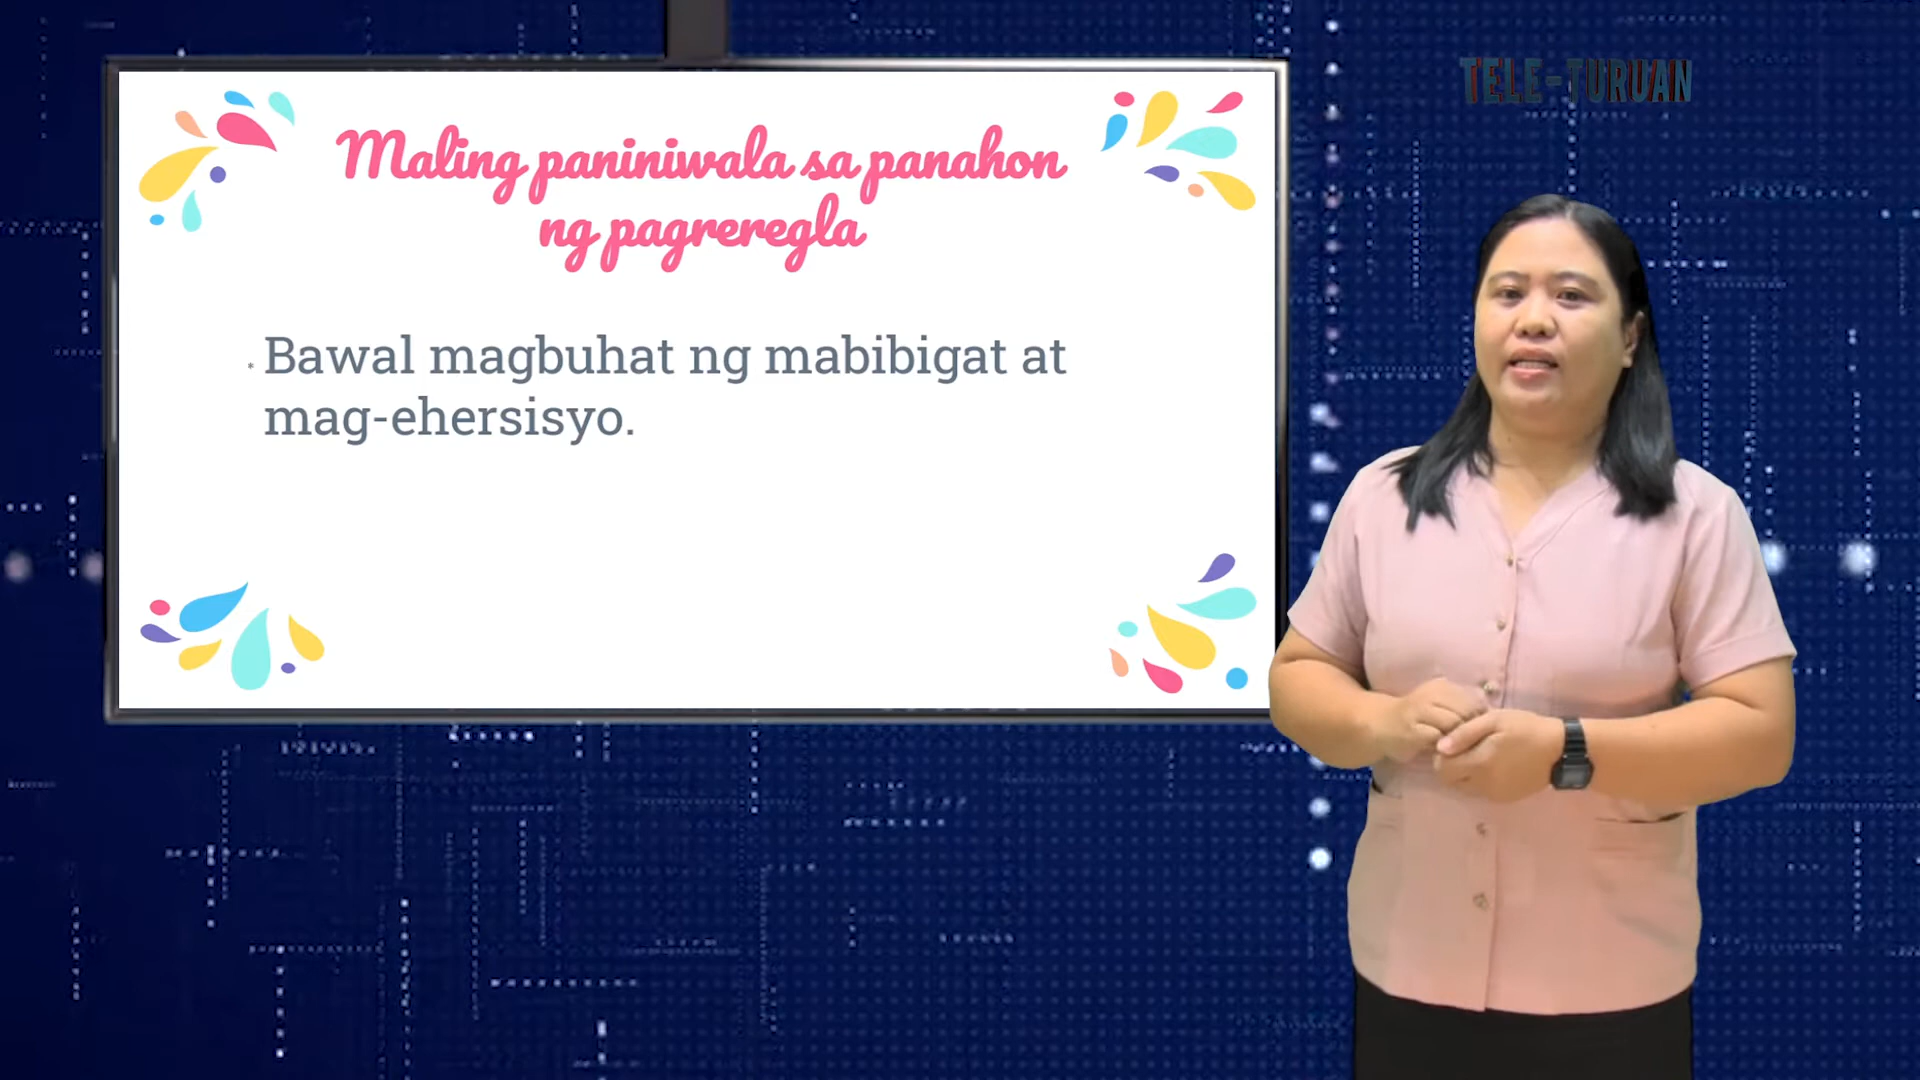 TELE-TURUAN
Maling paniniwala sa panahon
ng pagreregla
* Bawal magbuhat ng mabibigat at
mag-ehersisyo.